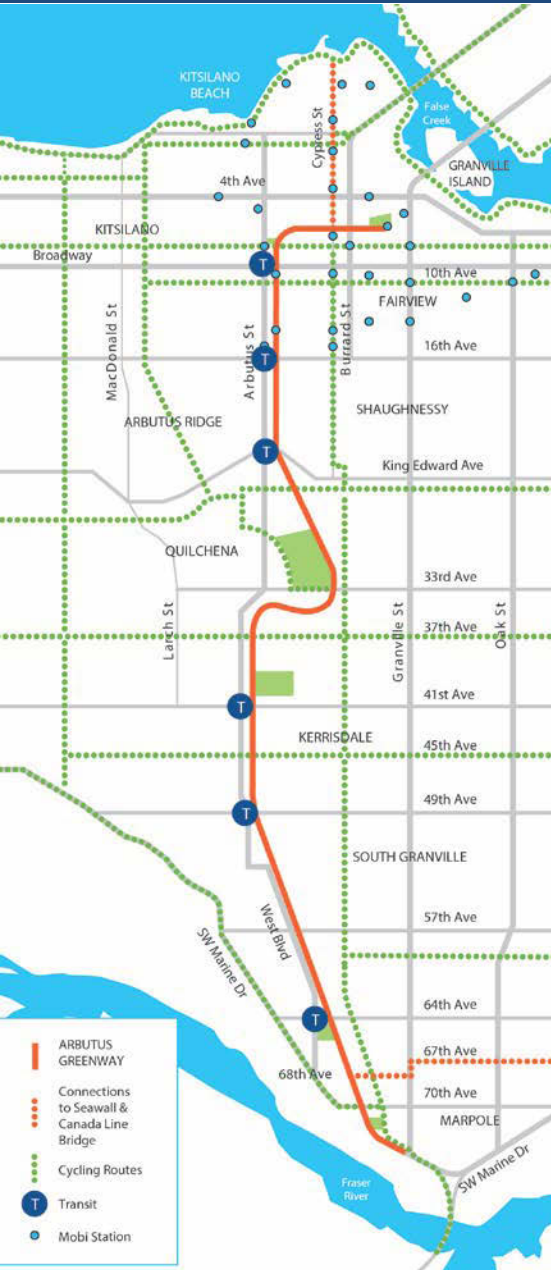 KITSILANO
BEACH
False
Creek
Cypress St
GRANVILLE
ISLAND
4th Ave
KITSILANO
Broadway
T
10th Ave
FAIRVIEW
MacDonald St
Arbutus St
Burrard St
16th Ave
T
SHAUGHNESSY
ARBUTUS RIDGE
T
King Edward Ave
QUILCHENA
33rd Ave
Larch St
Granville St
Oak St
37th Ave
T
41st Ave
KERRISDALE
45th Ave
T
49th Ave
SOUTH GRANVILLE
West Blvd
57th Ave
SW Marine Dr
T
64th Ave
67th Ave
68th Ave
70th Ave
MARPOLE
SW Marine Dr
Fraser
River
ARBUTUS
GREENWAY
Connections
to Seawall &
Canada Line
Bridge
Cycling Routes
T Transit
Mobi Station